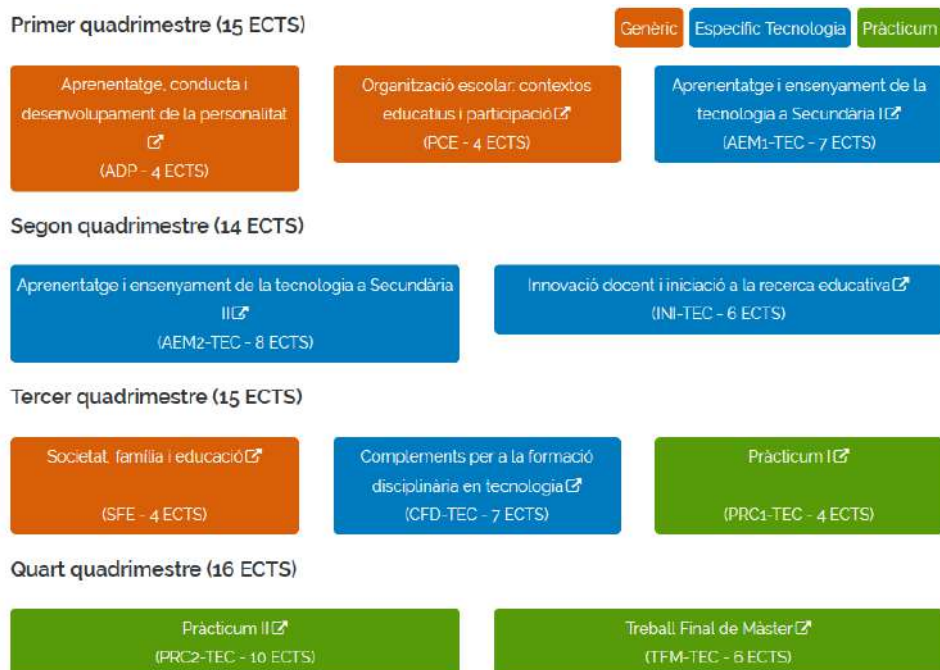 Primer quadrimestre (15 ECTS)
Genèric
Específic Tecnologia
Pràcticum
Aprenentatge, conducta i
desenvolupament de la personalitat
(ADP - 4 ECTS)
Organització escolar: contextos
educatius i participació
(PCE - 4 ECTS)
Aprenentatge i ensenyament de la
tecnologia a Secundària I
(AEM1-TEC - 7 ECTS)
Segon quadrimestre (14 ECTS)
Aprenentatge i ensenyament de la tecnologia a Secundària
II
(AEM2-TEC - 8 ECTS)
Innovació docent i iniciació a la recerca educativa
(INI-TEC - 6 ECTS)
Tercer quadrimestre (15 ECTS)
Societat, família i educació
(SFE - 4 ECTS)
Complements per a la formació
disciplinària en tecnologia
(CFD-TEC - 7 ECTS)
Pràcticum I
(PRC1-TEC - 4 ECTS)
Quart quadrimestre (16 ECTS)
Pràcticum II
(PRC2-TEC - 10 ECTS)
Treball Final de Màster
(TFM-TEC - 6 ECTS)